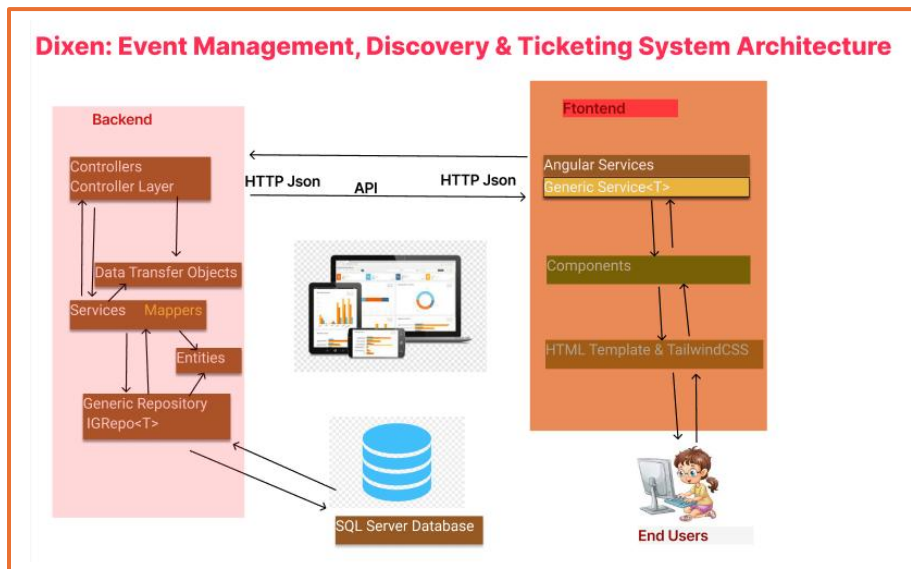 Dixen: Event Management, Discovery & Ticketing System Architecture
Backend
Controllers
Controller Layer
Data Transfer Objects
Services Mappers
Entities
Generic Repository
IGRepo<T>
HTTP Json
API
HTTP Json
SQL Server Database
Ftontend
Angular Services
Generic Service<T>
Components
HTML Template & TailwindCSS
End Users